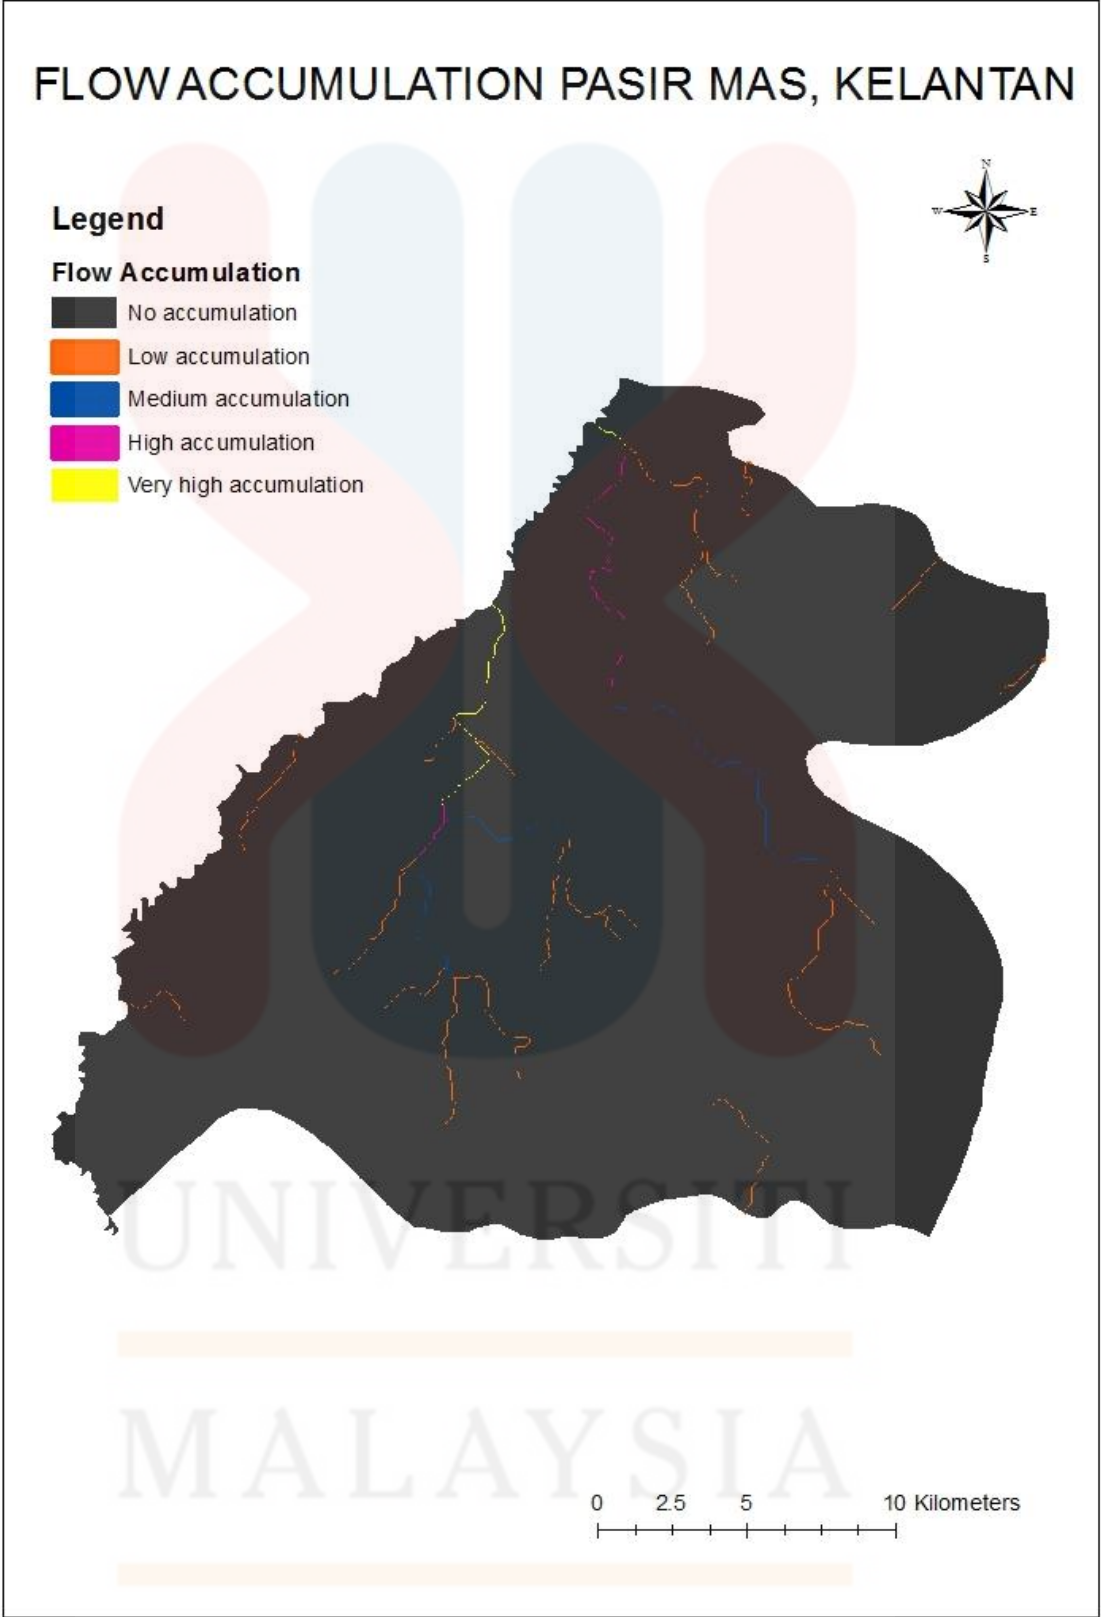 FLOW ACCUMULATION PASIR MAS, KELANTAN
N
W E
S
Legend
Flow Accumulation
No accumulation
Low accumulation
Medium accumulation
High accumulation
Very high accumulation
UNIVERSITI
MALAYSIA
0 2.5 5 10 Kilometers